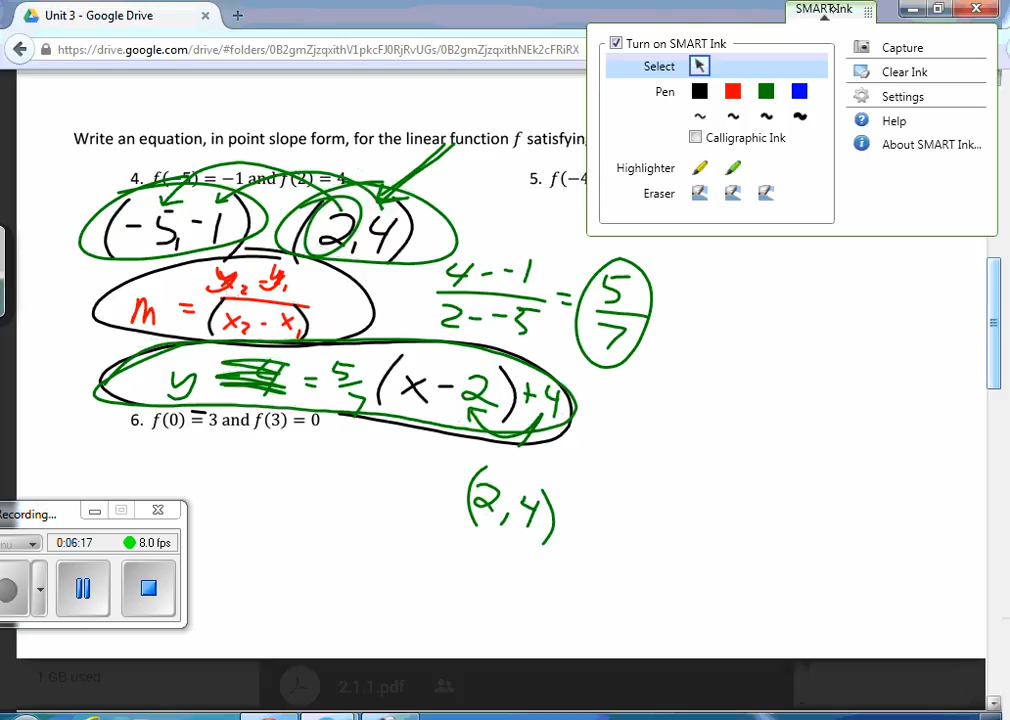 Unit 3 - Google Drive
SMART Ink
https://drive.google.com/drive/#folders/0B2gmZjzqxithV1pkcFJ0RjRvUGs/0B2gmZjzqxithNEk2cFRiRX
Turn on SMART Ink
Select
Pen
Calligraphic Ink
Highlighter
Eraser
Capture
Clear Ink
Settings
Help
About SMART Ink...
Write an equation, in point slope form, for the linear function f satisfyin
4. f(−5) = −1 and f(2) = 4
5. f(−4
(-5, -1) (2, 4)
m = y₂ - y₁ / (x₂ - x₁)
4 - -1 / 2 - -5 = 5/7
y = 5/7 (x - 2) + 4
6. f(0) = 3 and f(3) = 0
(2, 4)
Recording...
nu
0:06:17
8.0 fps
1 GB used
2.1.1.pdf